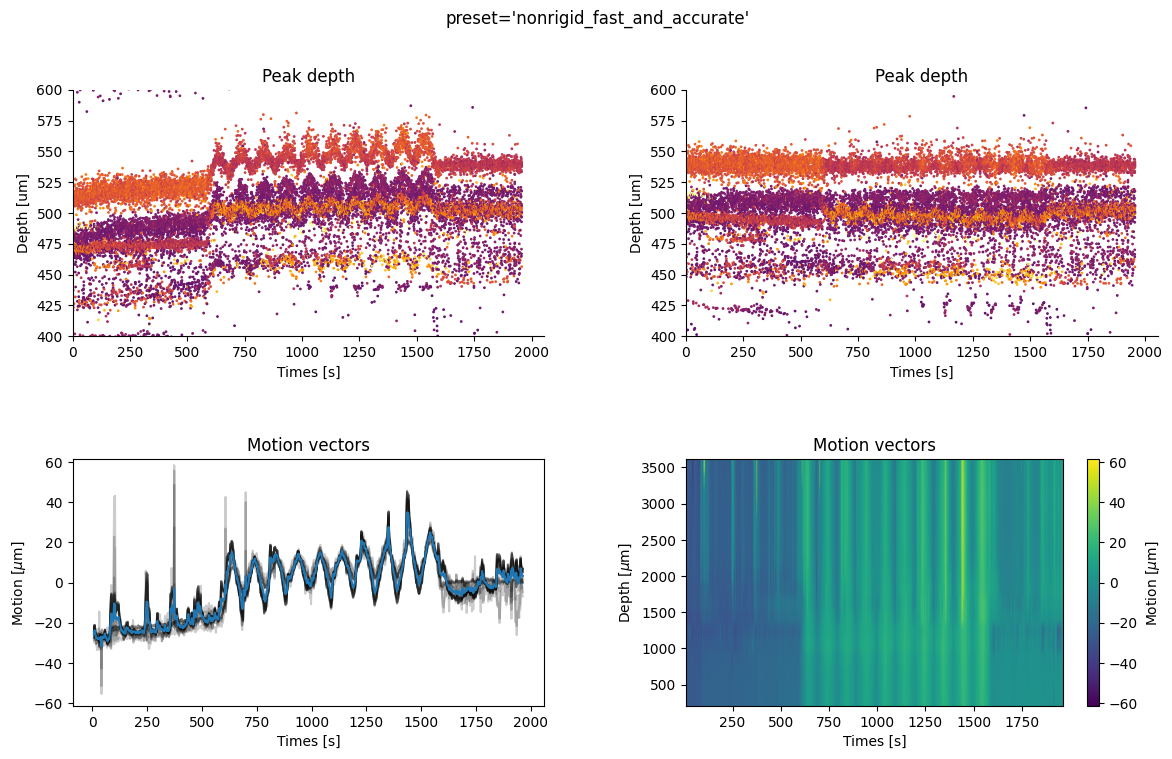 preset='nonrigid_fast_and_accurate'
Peak depth
600
575
550
525
500
475
450
425
400
Depth [um]
0 250 500 750 1000 1250 1500 1750 2000
Times [s]
Peak depth
600
575
550
525
500
475
450
425
400
Depth [um]
0 250 500 750 1000 1250 1500 1750 2000
Times [s]
Motion vectors
60
40
20
0
−20
−40
−60
Motion [μm]
0 250 500 750 1000 1250 1500 1750 2000
Times [s]
Motion vectors
3500
3000
2500
2000
1500
1000
500
Depth [μm]
250 500 750 1000 1250 1500 1750
Times [s]
60
40
20
0
−20
−40
−60
Motion [μm]